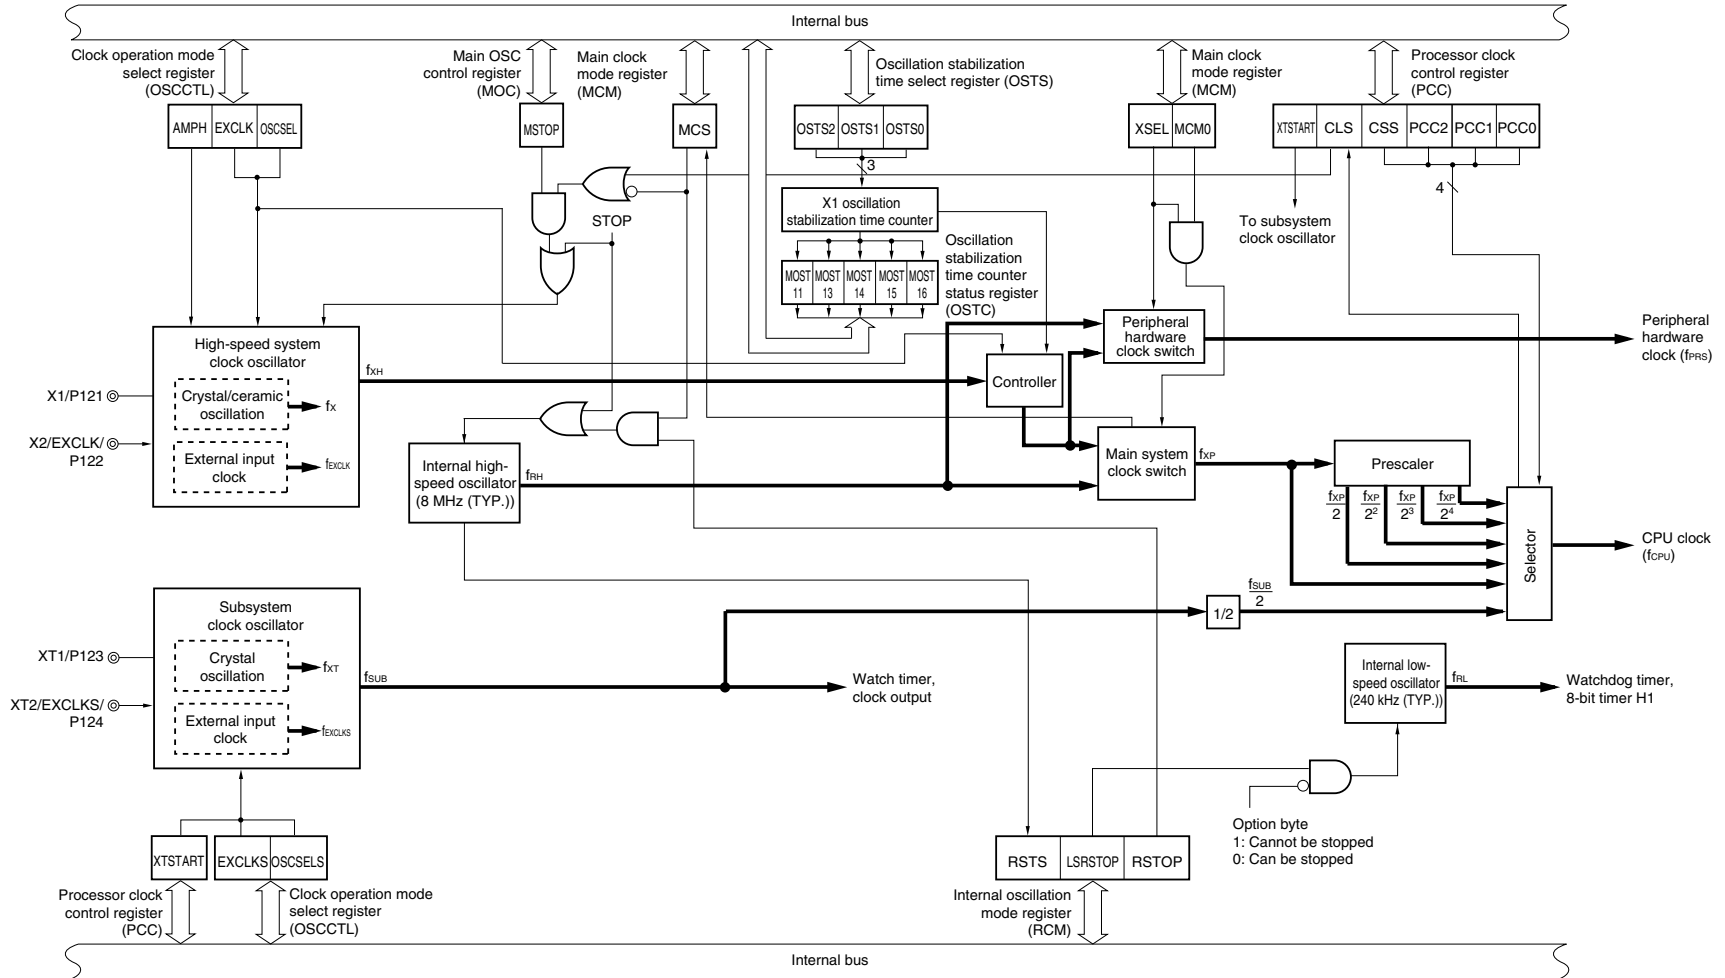 Internal bus
Clock operation mode
select register
(OSCCTL)
Main OSC
control register
(MOC)
Main clock
mode register
(MCM)
Oscillation stabilization
time select register (OSTS)
Main clock
mode register
(MCM)
Processor clock
control register
(PCC)
AMPH EXCLK OSCSEL
MSTOP
MCS
OSTS2 OSTS1 OSTS0
XSEL MCM0
XTSTART CLS CSS PCC2 PCC1 PCC0
3
4
STOP
X1 oscillation
stabilization time counter
To subsystem
clock oscillator
Oscillation
stabilization
time counter
status register
(OSTC)
MOST MOST MOST MOST MOST
11 13 14 15 16
High-speed system
clock oscillator
Crystal/ceramic
oscillation
fX
External input
clock
fEXCLK
X1/P121
X2/EXCLK/
P122
fXH
Controller
Peripheral
hardware
clock switch
Peripheral
hardware
clock (fPRS)
Internal high-
speed oscillator
(8 MHz (TYP.))
fRH
Main system
clock switch
fXP
Prescaler
fXP fXP fXP fXP
2 2² 2³ 2⁴
Selector
CPU clock
(fCPU)
fSUB
2
1/2
Subsystem
clock oscillator
Crystal
oscillation
fXT
External input
clock
fEXCLKS
XT1/P123
XT2/EXCLKS/
P124
fSUB
Watch timer,
clock output
Internal low-
speed oscillator
(240 kHz (TYP.))
fRL
Watchdog timer,
8-bit timer H1
Option byte
1: Cannot be stopped
0: Can be stopped
XTSTART EXCLKS OSCSELS
RSTS LSRSTOP RSTOP
Processor clock
control register
(PCC)
Clock operation mode
select register
(OSCCTL)
Internal oscillation
mode register
(RCM)
Internal bus